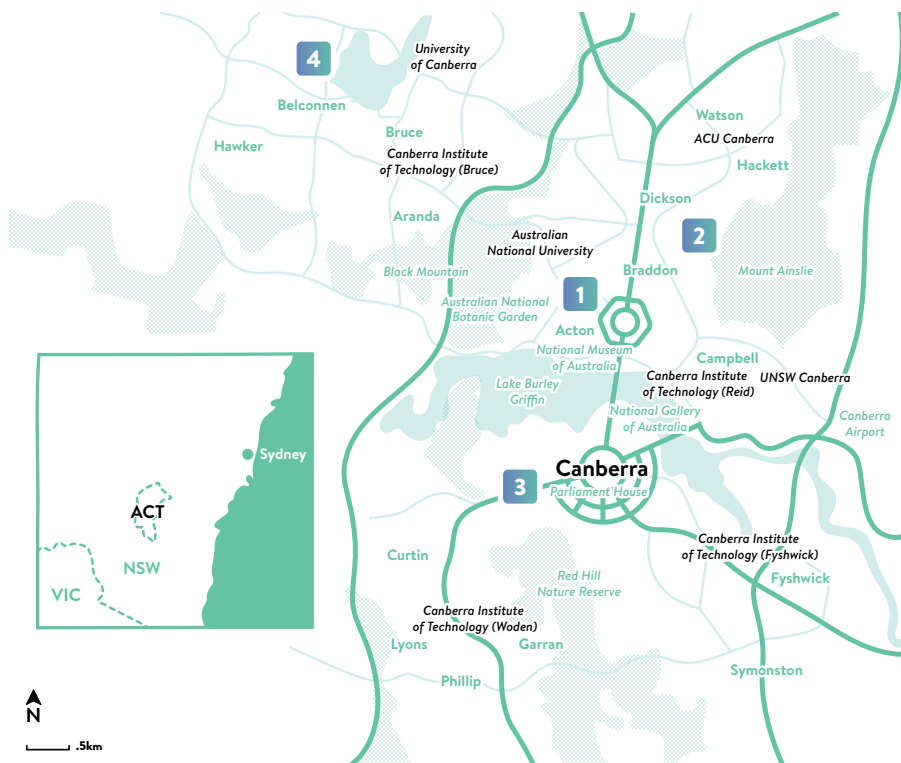 4
University
of Canberra
Belconnen
Bruce
Hawker
Canberra Institute
of Technology (Bruce)
Watson
ACU Canberra
Hackett
Dickson
Aranda
Australian
National University
2
Black Mountain
Braddon
Mount Ainslie
1
Australian National
Botanic Garden
Acton
National Museum
of Australia
Campbell
Lake Burley
Griffin
Canberra Institute
of Technology (Reid)
UNSW Canberra
National Gallery
of Australia
Canberra
Airport
Sydney
Canberra
3
Parliament House
ACT
NSW
VIC
Curtin
Canberra Institute
of Technology (Fyshwick)
Red Hill
Nature Reserve
Fyshwick
Canberra Institute
of Technology (Woden)
Lyons
Garran
Phillip
Symonston
N
.5km